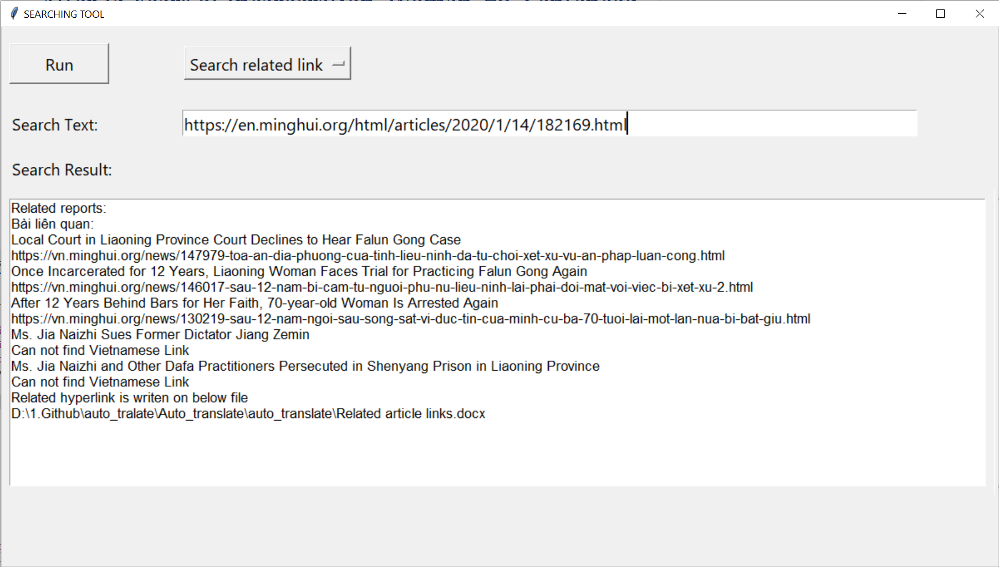 SEARCHING TOOL
Run
Search related link
Search Text:
https://en.minghui.org/html/articles/2020/1/14/182169.html
Search Result:
Related reports:
Bài liên quan:
Local Court in Liaoning Province Court Declines to Hear Falun Gong Case
https://vn.minghui.org/news/147979-toa-an-dia-phuong-cua-tinh-lieu-ninh-da-tu-choi-xet-xu-vu-an-phap-luan-cong.html
Once Incarcerated for 12 Years, Liaoning Woman Faces Trial for Practicing Falun Gong Again
https://vn.minghui.org/news/146017-sau-12-nam-bi-cam-tu-nguoi-phu-nu-lieu-ninh-lai-phai-doi-mat-voi-viec-bi-xet-xu-2.html
After 12 Years Behind Bars for Her Faith, 70-year-old Woman Is Arrested Again
https://vn.minghui.org/news/130219-sau-12-nam-ngoi-sau-song-sat-vi-duc-tin-cua-minh-cu-ba-70-tuoi-lai-mot-lan-nua-bi-bat-giu.html
Ms. Jia Naizhi Sues Former Dictator Jiang Zemin
Can not find Vietnamese Link
Ms. Jia Naizhi and Other Dafa Practitioners Persecuted in Shenyang Prison in Liaoning Province
Can not find Vietnamese Link
Related hyperlink is writen on below file
D:\1.Github\auto_tralate\Auto_translate\auto_translate\Related article links.docx